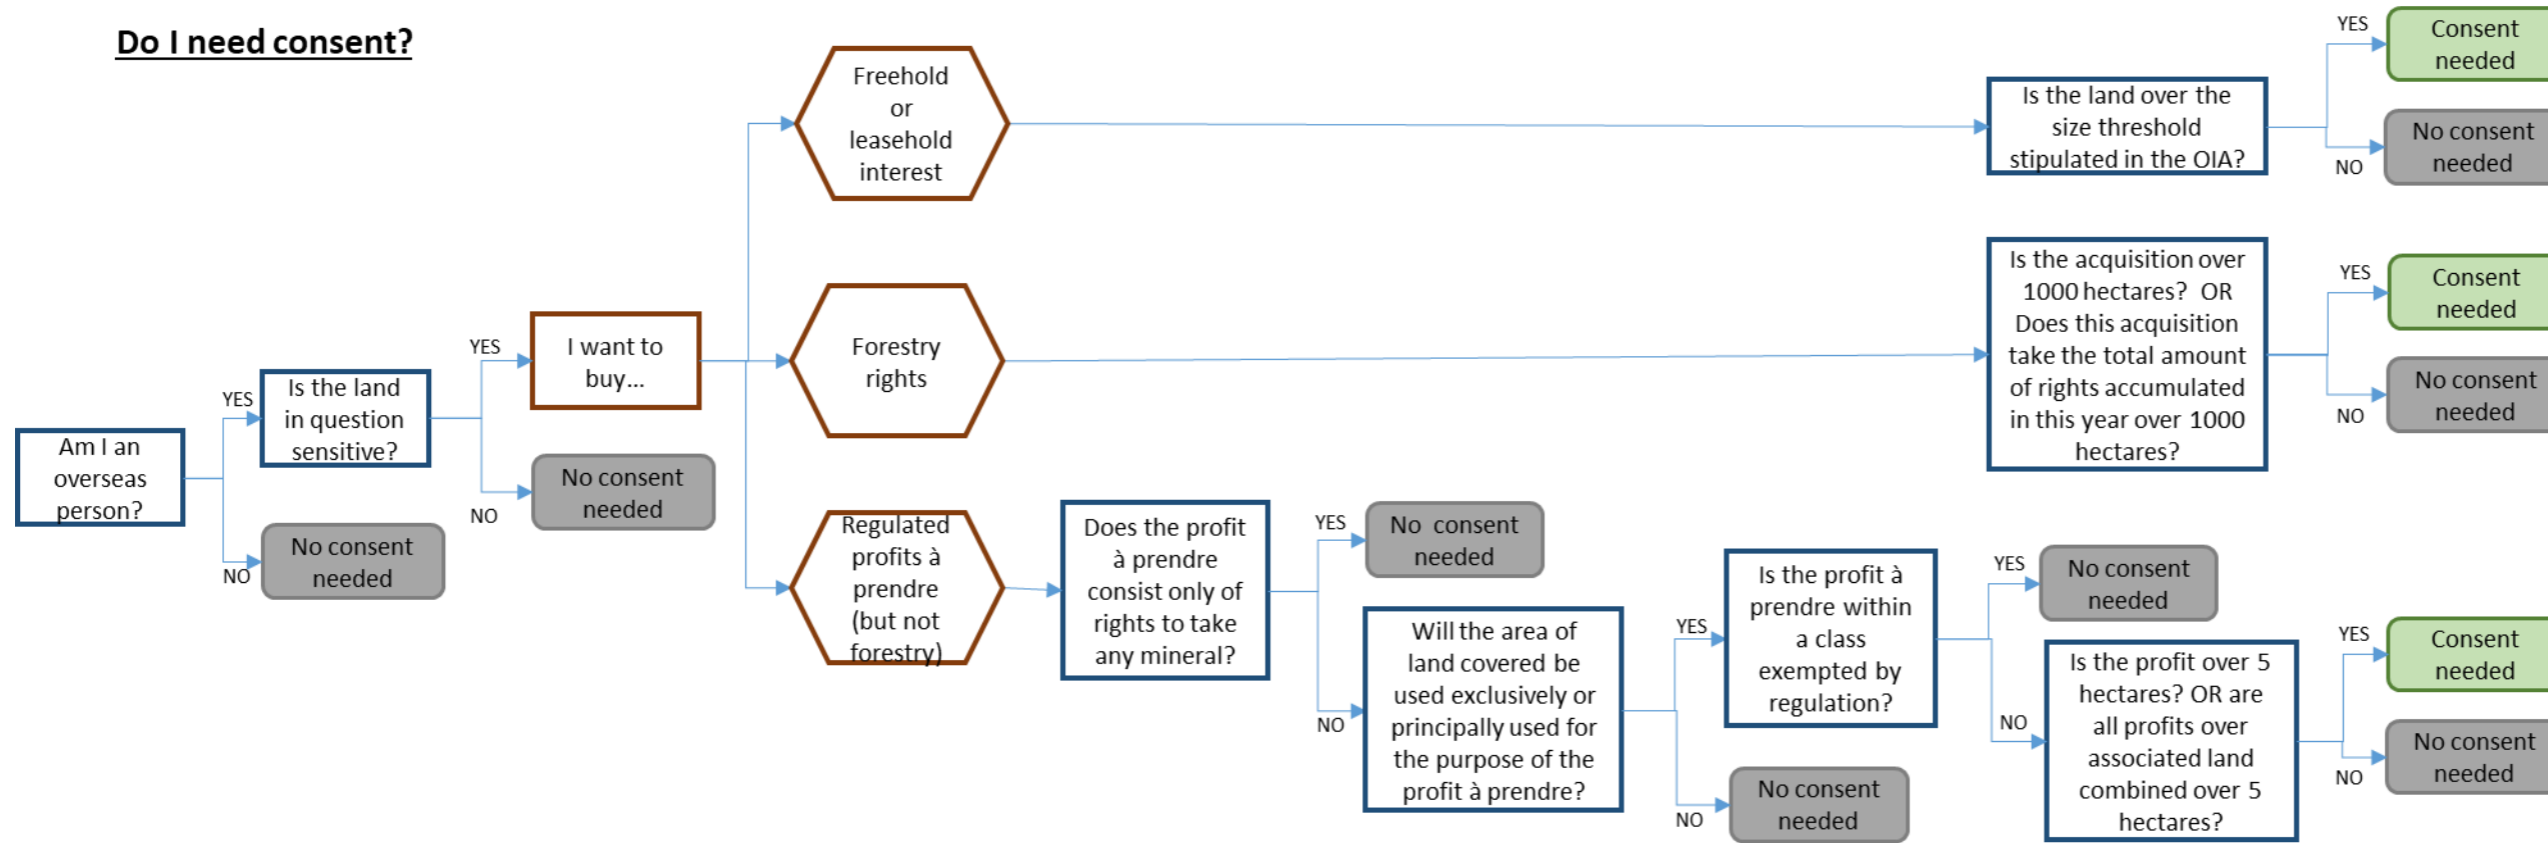 Do I need consent?
Am I an
overseas
person?
YES
NO
No consent
needed
Is the land
in question
sensitive?
YES
NO
No consent
needed
I want to
buy...
Freehold
or
leasehold
interest
Is the land over the
size threshold
stipulated in the OIA?
YES
Consent
needed
NO
No consent
needed
Forestry
rights
Is the acquisition over
1000 hectares? OR
Does this acquisition
take the total amount
of rights accumulated
in this year over 1000
hectares?
YES
Consent
needed
NO
No consent
needed
Regulated
profits à
prendre
(but not
forestry)
Does the profit
à prendre
consist only of
rights to take
any mineral?
YES
No consent
needed
NO
Will the area of
land covered be
used exclusively or
principally used for
the purpose of the
profit à prendre?
YES
NO
No consent
needed
Is the profit à
prendre within
a class
exempted by
regulation?
YES
No consent
needed
NO
Is the profit over 5
hectares? OR are
all profits over
associated land
combined over 5
hectares?
YES
Consent
needed
NO
No consent
needed